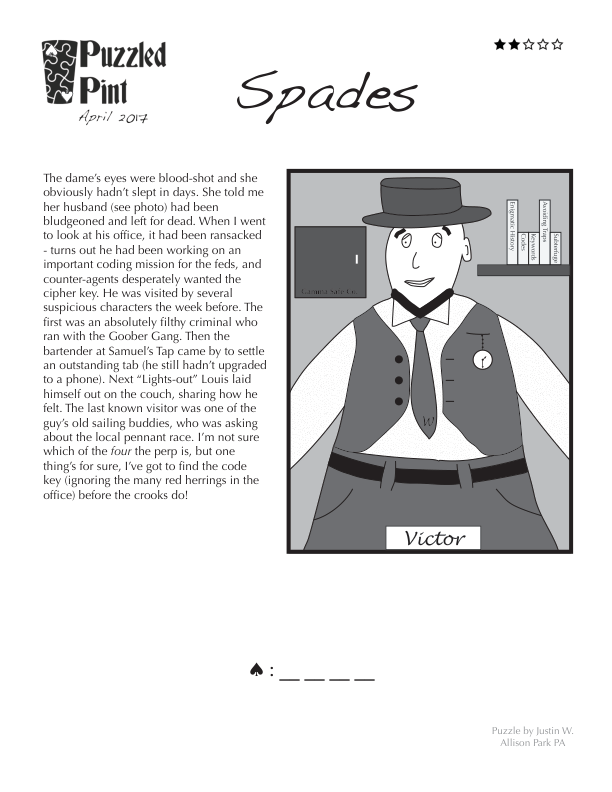 Puzzled
Pint
April 2017
Spades
The dame's eyes were blood-shot and she
obviously hadn't slept in days. She told me
her husband (see photo) had been
bludgeoned and left for dead. When I went
to look at his office, it had been ransacked
- turns out he had been working on an
important coding mission for the feds, and
counter-agents desperately wanted the
cipher key. He was visited by several
suspicious characters the week before. The
first was an absolutely filthy criminal who
ran with the Goober Gang. Then the
bartender at Samuel's Tap came by to settle
an outstanding tab (he still hadn't upgraded
to a phone). Next "Lights-out" Louis laid
himself out on the couch, sharing how he
felt. The last known visitor was one of the
guy's old sailing buddies, who was asking
about the local pennant race. I'm not sure
which of the four the perp is, but one
thing's for sure, I've got to find the code
key (ignoring the many red herrings in the
office) before the crooks do!
Enigmatic History
Codes
Keywords
Avoiding Traps
Subterfuge
Safe Co.
W
Victor
♠ : __ __ __ __
Puzzle by Justin W.
Allison Park PA